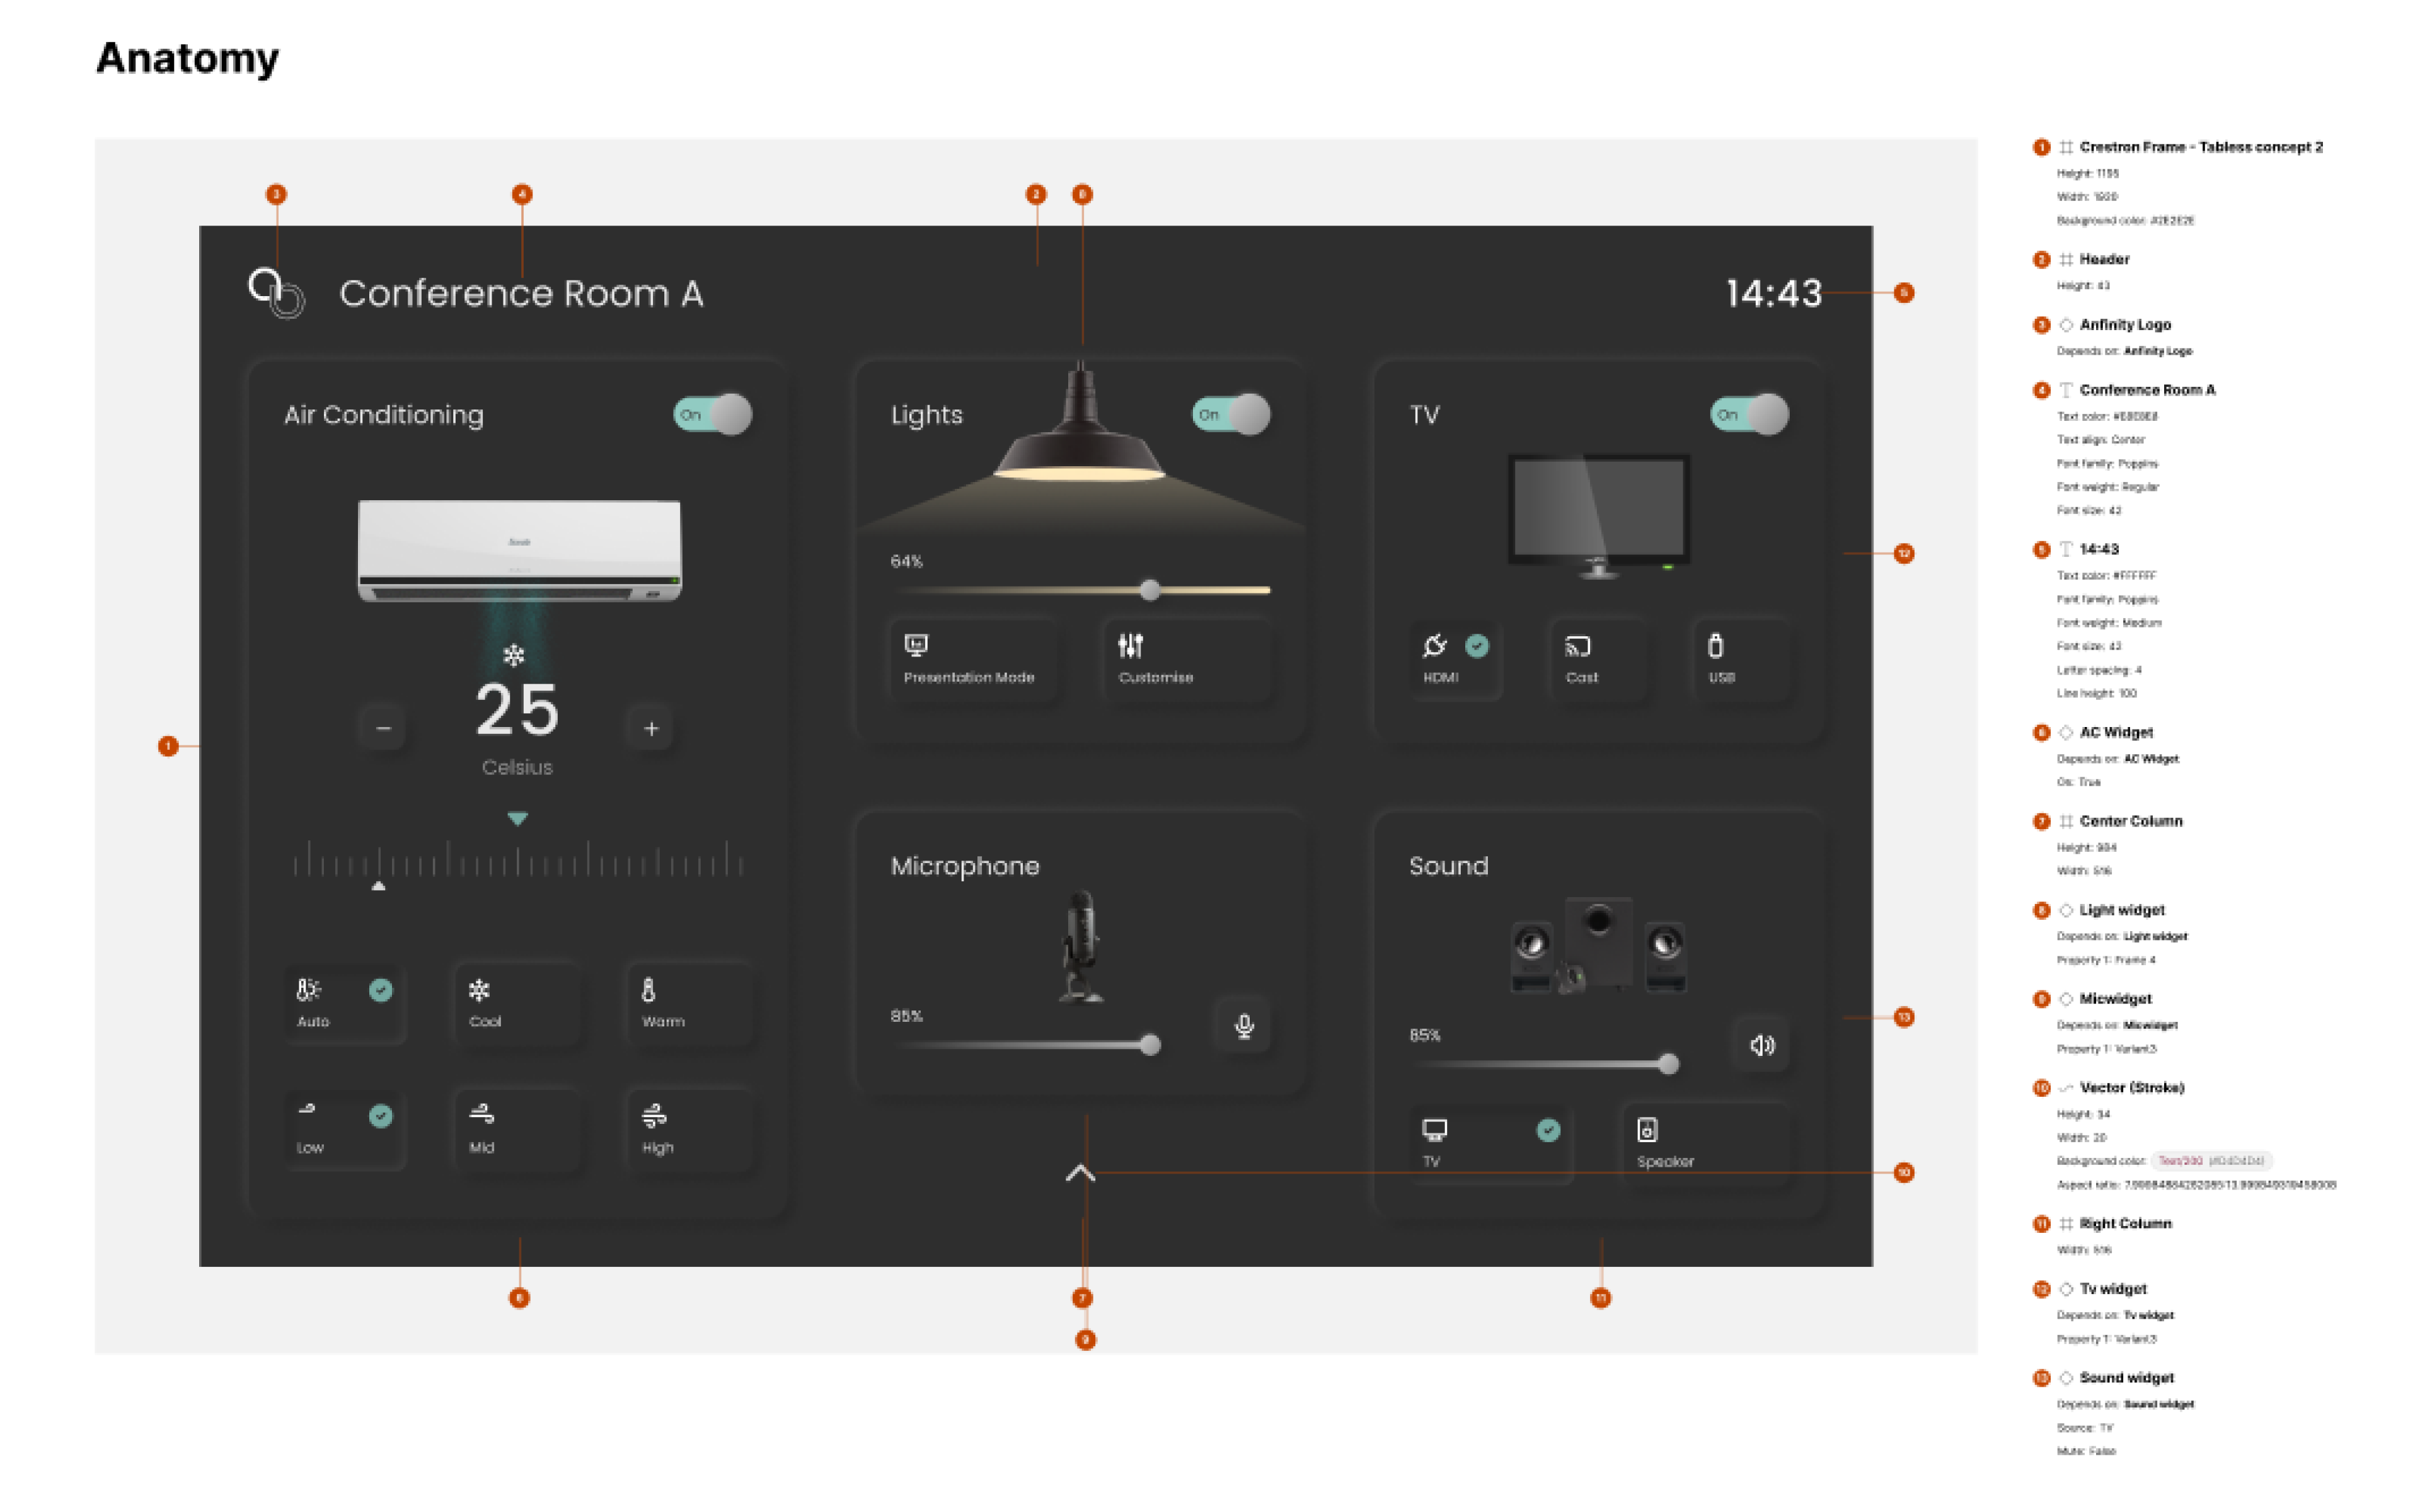 Anatomy
3
4
2
8
Conference Room A
14:43
5
Air Conditioning
On
Lights
On
TV
On
12
64%
Presentation Mode
Customise
HDMI
Cast
USB
25
Celsius
1
Microphone
Sound
85%
85%
13
Auto
Cool
Warm
Low
Mid
High
TV
Speaker
10
6
7
11
9
1 Crestron Frame - Tabless concept 2
Height: 1195
Width: 1920
Background color: #2E2E2E
2 Header
Height: 43
3 Anfinity Logo
Depends on: Anfinity Logo
4 Conference Room A
Text color: #E8E8E8
Text align: Center
Font family: Poppins
Font weight: Regular
Font size: 42
5 14:43
Text color: #FFFFFF
Font family: Poppins
Font weight: Medium
Font size: 42
Letter spacing: 4
Line height: 100
6 AC Widget
Depends on: AC Widget
On: True
7 Center Column
Height: 984
Width: 516
8 Light widget
Depends on: Light widget
Property 1: Frame 4
9 Micwidget
Depends on: Micwidget
Property 1: Variant3
10 Vector (Stroke)
Height: 34
Width: 20
Background color: Text/300
Aspect ratio:
11 Right Column
Width: 516
12 Tv widget
Depends on: Tv widget
Property 1: Variant3
13 Sound widget
Depends on: Sound widget
Source: TV
Mute: False